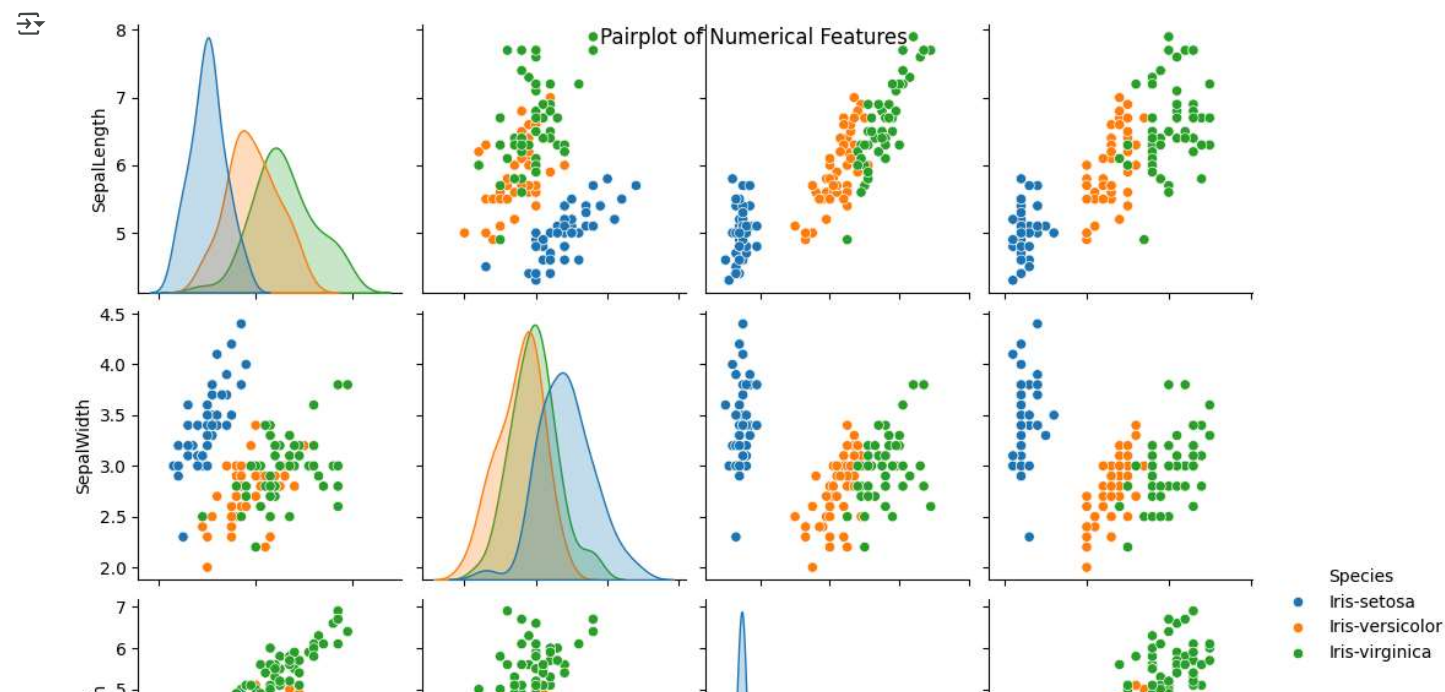 Pairplot of Numerical Features
8
7
6
5
SepalLength
4.5
4.0
3.5
3.0
2.5
2.0
SepalWidth
7
6
5
Species
Iris-setosa
Iris-versicolor
Iris-virginica